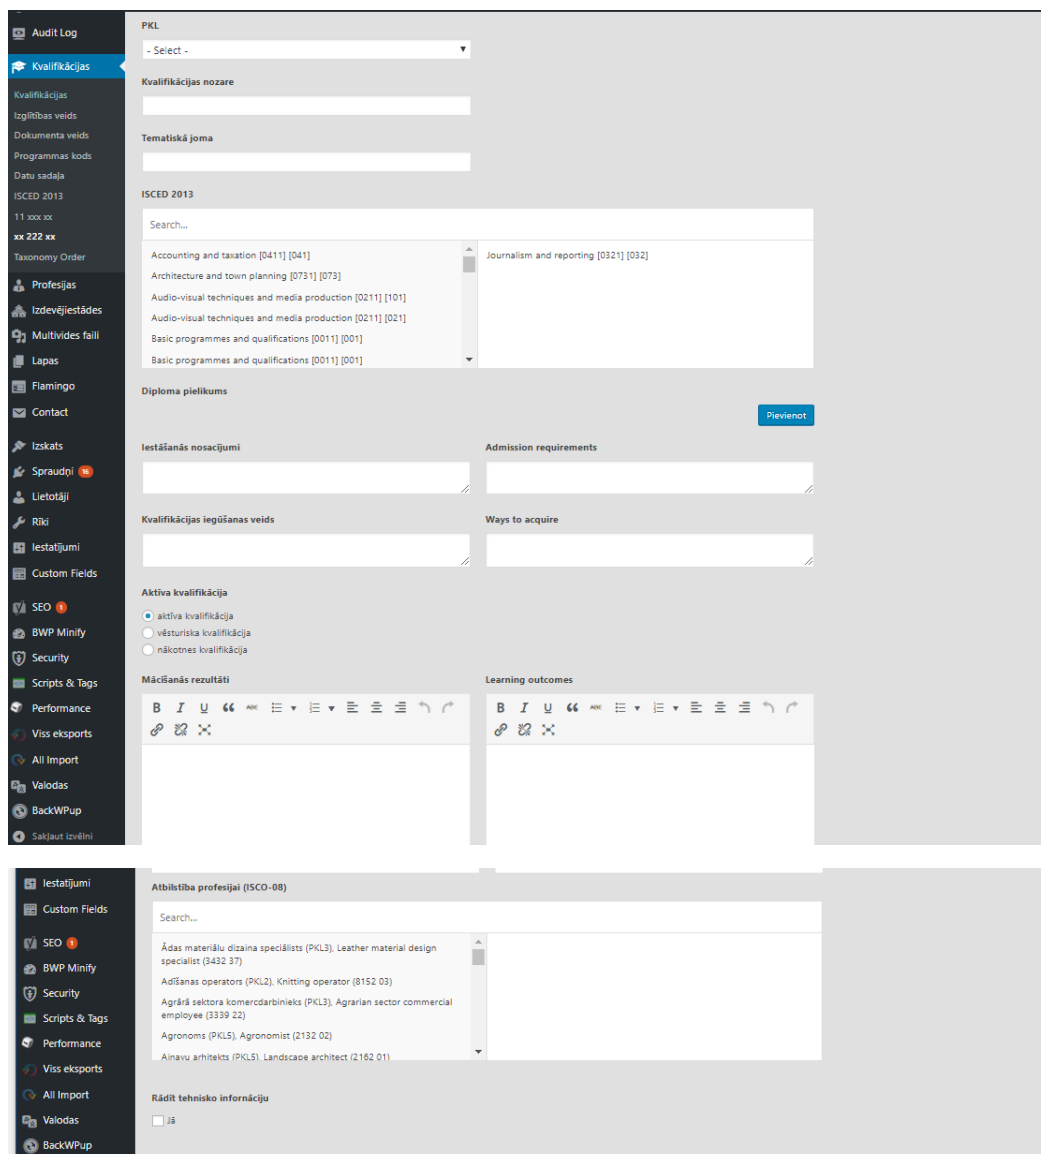 Audit Log
Kvalifikācijas
Kvalifikācijas
Izglītības veids
Dokumenta veids
Programmas kods
Datu sadaļa
ISCED 2013
11 xxx xx
xx 222 xx
Taxonomy Order
Profesijas
Izdevējiestādes
Multivides faili
Lapas
Flamingo
Contact
Izskats
Spraudņi 16
Lietotāji
Rīki
Iestatījumi
Custom Fields
SEO 1
BWP Minify
Security
Scripts & Tags
Performance
Viss eksports
All Import
Valodas
BackWPup
Sakļaut izvēlni
PKL
- Select -
Kvalifikācijas nozare
Tematiskā joma
ISCED 2013
Search...
Accounting and taxation [0411] [041]
Architecture and town planning [0731] [073]
Audio-visual techniques and media production [0211] [101]
Audio-visual techniques and media production [0211] [021]
Basic programmes and qualifications [0011] [001]
Basic programmes and qualifications [0011] [001]
Journalism and reporting [0321] [032]
Diploma pielikums
Pievienot
Iestāšanās nosacījumi
Admission requirements
Kvalifikācijas iegūšanas veids
Ways to acquire
Aktīva kvalifikācija
aktīva kvalifikācija
vēsturiska kvalifikācija
nākotnes kvalifikācija
Mācīšanās rezultāti
Learning outcomes
B I U ABC
B I U ABC
Iestatījumi
Custom Fields
SEO 1
BWP Minify
Security
Scripts & Tags
Performance
Viss eksports
All Import
Valodas
BackWPup
Atbilstība profesijai (ISCO-08)
Search...
Ādas materiālu dizaina speciālists (PKL3), Leather material design
specialist (3432 37)
Adīšanas operators (PKL2), Knitting operator (8152 03)
Agrārā sektora komercdarbinieks (PKL3), Agrarian sector commercial
employee (3339 22)
Agronoms (PKL5), Agronomist (2132 02)
Ainavu arhitekts (PKL5), Landscape architect (2162 01)
Rādīt tehnisko infornāciju
Jā